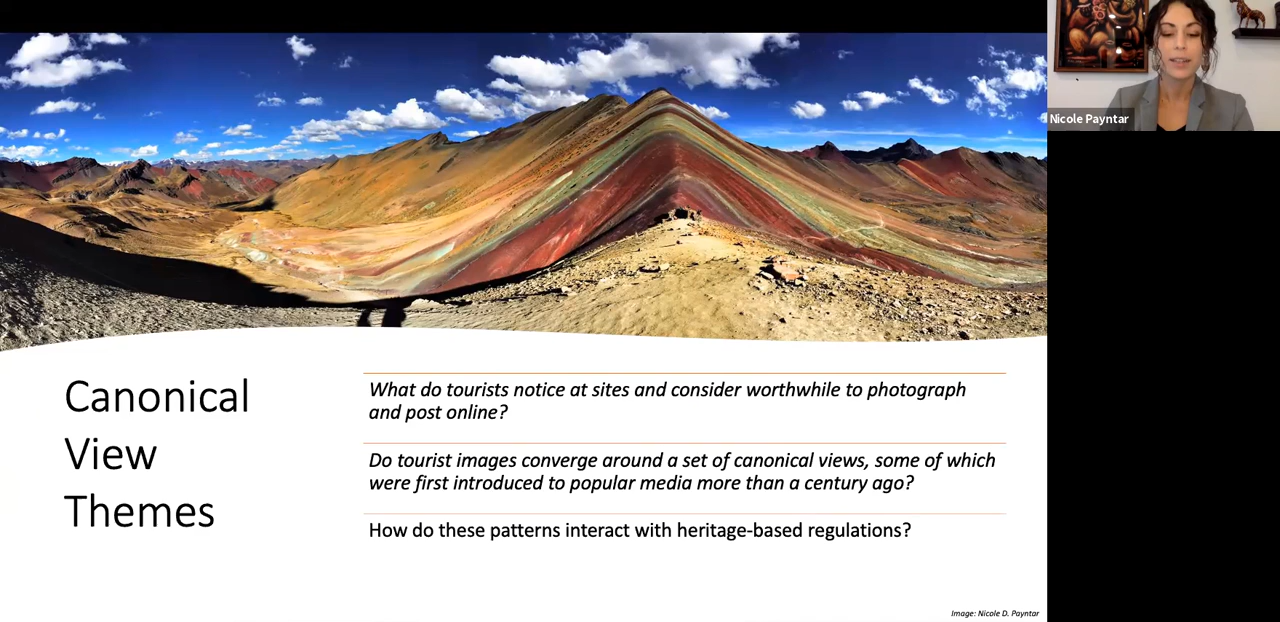 Nicole Payntar
Canonical
View
Themes
What do tourists notice at sites and consider worthwhile to photograph
and post online?
Do tourist images converge around a set of canonical views, some of which
were first introduced to popular media more than a century ago?
How do these patterns interact with heritage-based regulations?
Image: Nicole D. Payntar